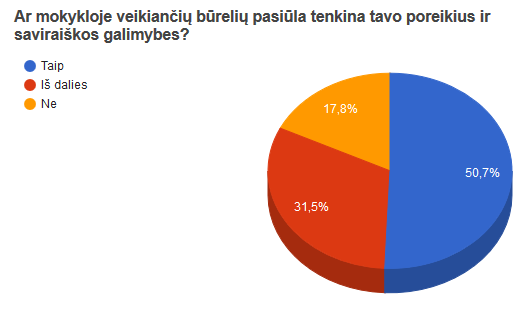 Ar mokykloje veikiančių būrelių pasiūla tenkina tavo poreikius ir
saviraiškos galimybes?
Taip
Iš dalies
Ne
17,8%
50,7%
31,5%